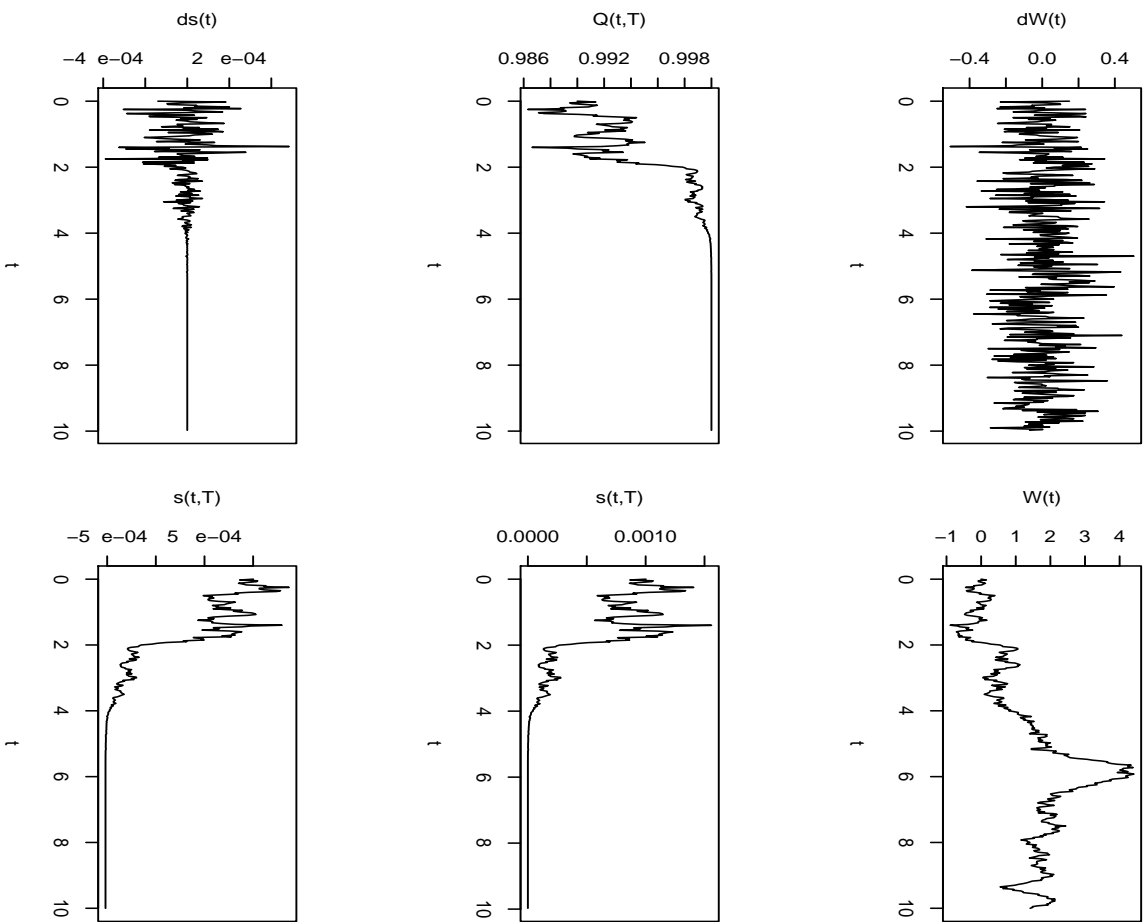 ds(t)
-4 e-04 2 e-04
0 2 4 6 8 10
t
Q(t,T)
0.986 0.992 0.998
0 2 4 6 8 10
t
dW(t)
-0.4 0.0 0.4
0 2 4 6 8 10
t
s(t,T)
-5 e-04 5 e-04
0 2 4 6 8 10
t
s(t,T)
0.0000 0.0010
0 2 4 6 8 10
t
W(t)
-1 0 1 2 3 4
0 2 4 6 8 10
t